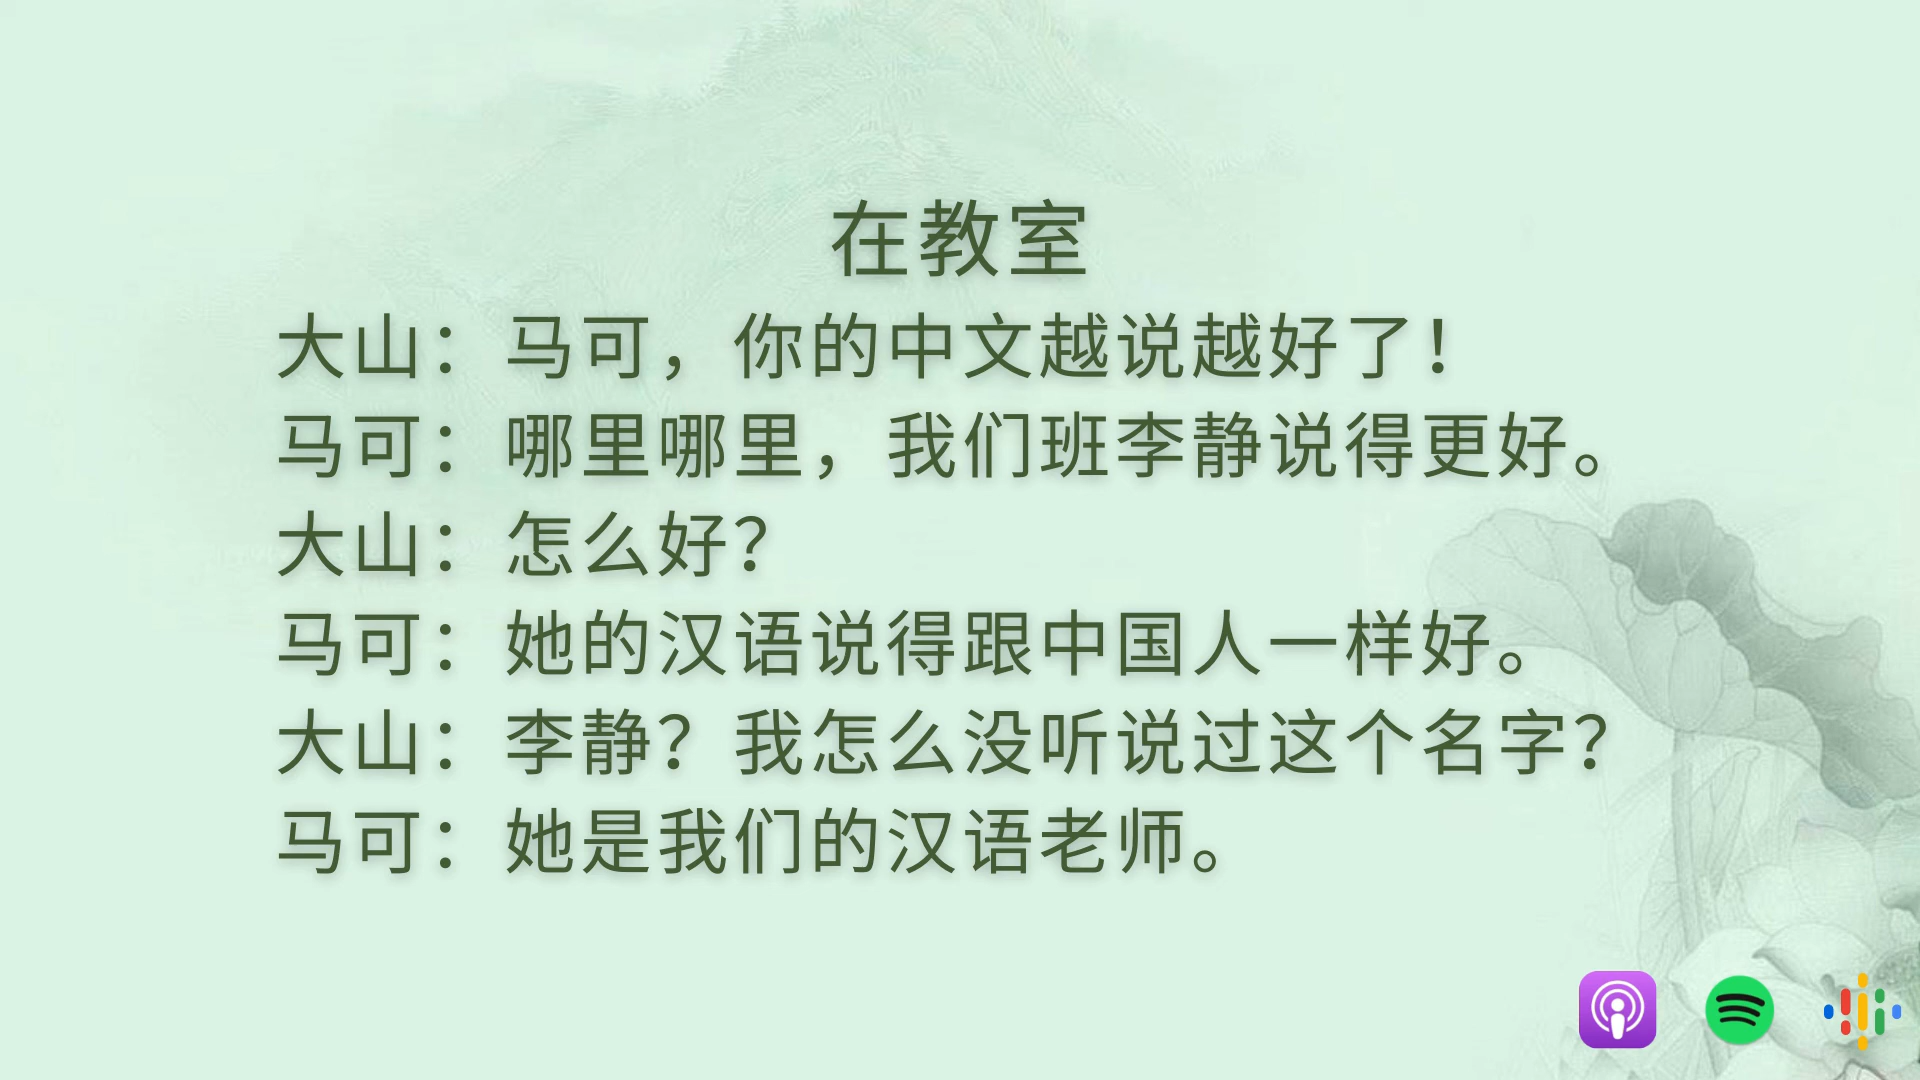 在教室
大山：马可，你的中文越说越好了！
马可：哪里哪里，我们班李静说得更好。
大山：怎么好？
马可：她的汉语说得跟中国人一样好。
大山：李静？我怎么没听说过这个名字？
马可：她是我们的汉语老师。